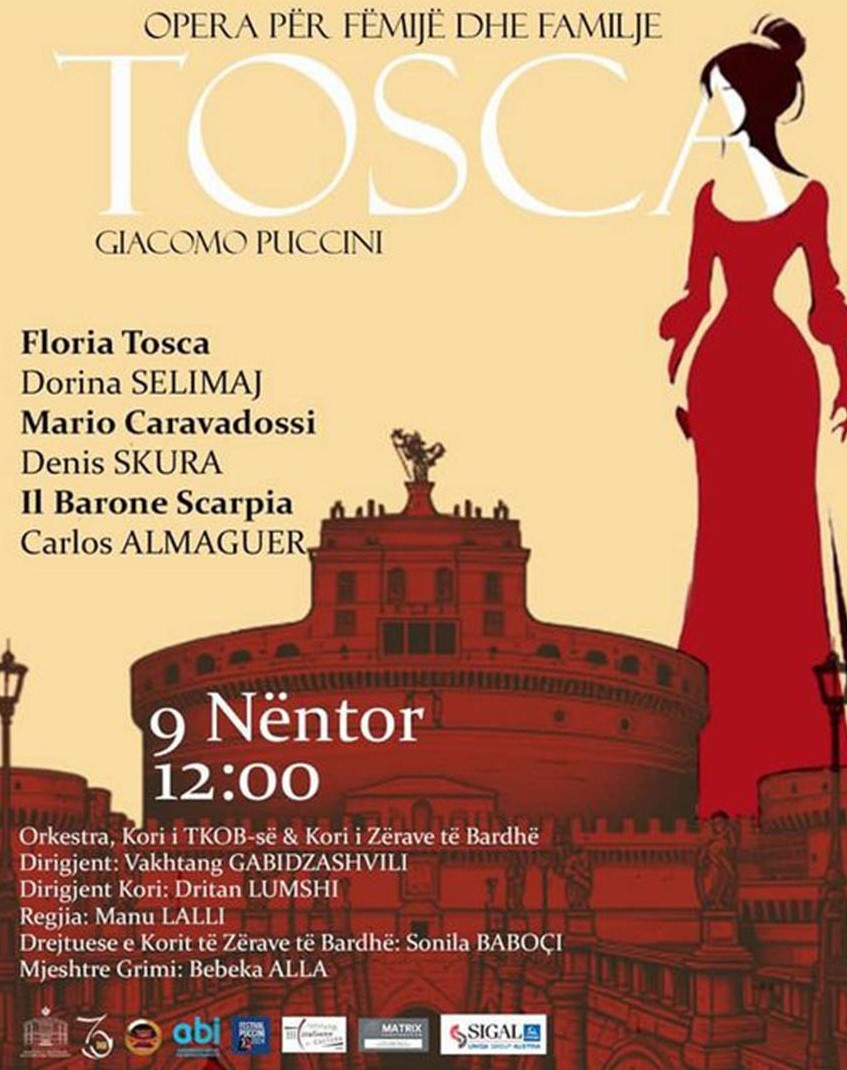 OPERA PËR FËMIJË DHE FAMILJE
TOSCA
GIACOMO PUCCINI
Floria Tosca
Dorina SELIMAJ
Mario Caravadossi
Denis SKURA
Il Barone Scarpia
Carlos ALMAGUER
9 Nëntor
12:00
Orkestra, Kori i TKOB-së & Kori i Zërave të Bardhë
Dirigjent: Vakhtang GABIDZASHVILI
Dirigjent Kori: Dritan LUMSHI
Regjia: Manu LALLI
Drejtuese e Korit të Zërave të Bardhë: Sonila BABOÇI
Mjeshtre Grimi: Bebeka ALLA
abi
FESTIVAL
PUCCINI
MATRIX
SIGAL
UNIQA GROUP AUSTRIA